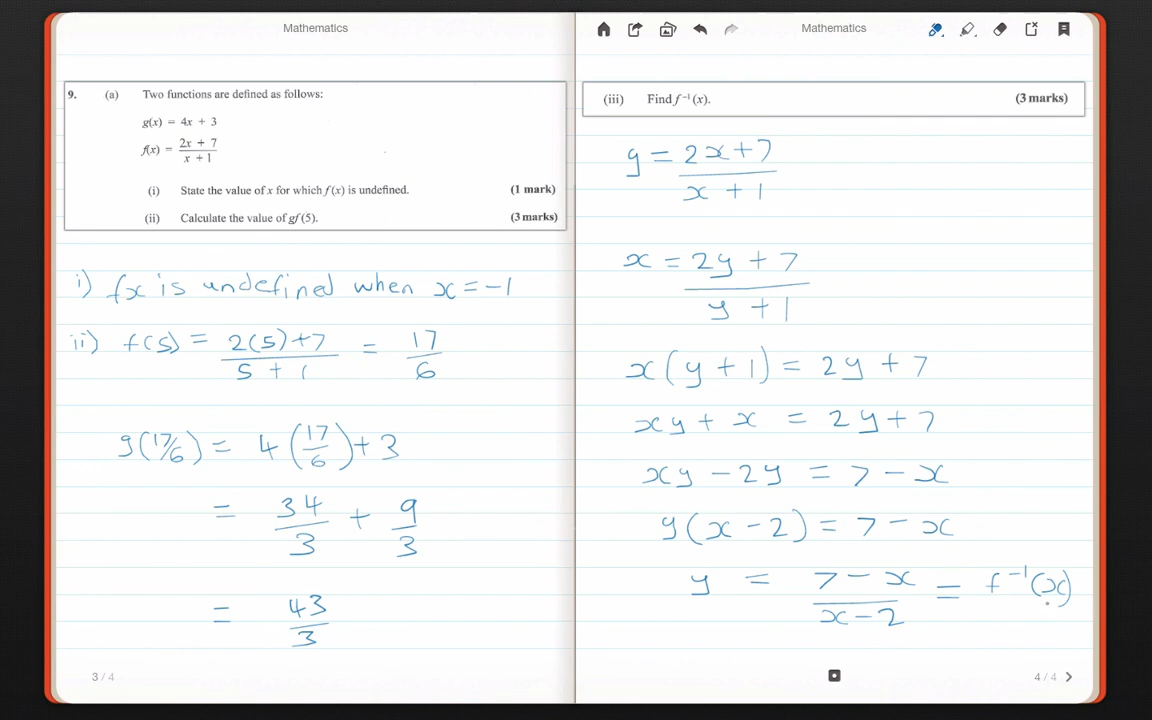 Mathematics
9. (a) Two functions are defined as follows:
g(x) = 4x + 3
f(x) = (2x + 7)/(x + 1)
(i) State the value of x for which f(x) is undefined. (1 mark)
(ii) Calculate the value of gf(5). (3 marks)
i) fx is undefined when x = -1
ii) f(5) = (2(5)+7)/(5 + 1) = 17/6
g(17/6) = 4(17/6) + 3
= 34/3 + 9/3
= 43/3
3 / 4
Mathematics
(iii) Find f⁻¹(x). (3 marks)
y = (2x+7)/(x + 1)
x = (2y + 7)/(y + 1)
x(y + 1) = 2y + 7
xy + x = 2y + 7
xy - 2y = 7 - x
y(x - 2) = 7 - x
y = (7 - x)/(x - 2) = f⁻¹(x)
4 / 4